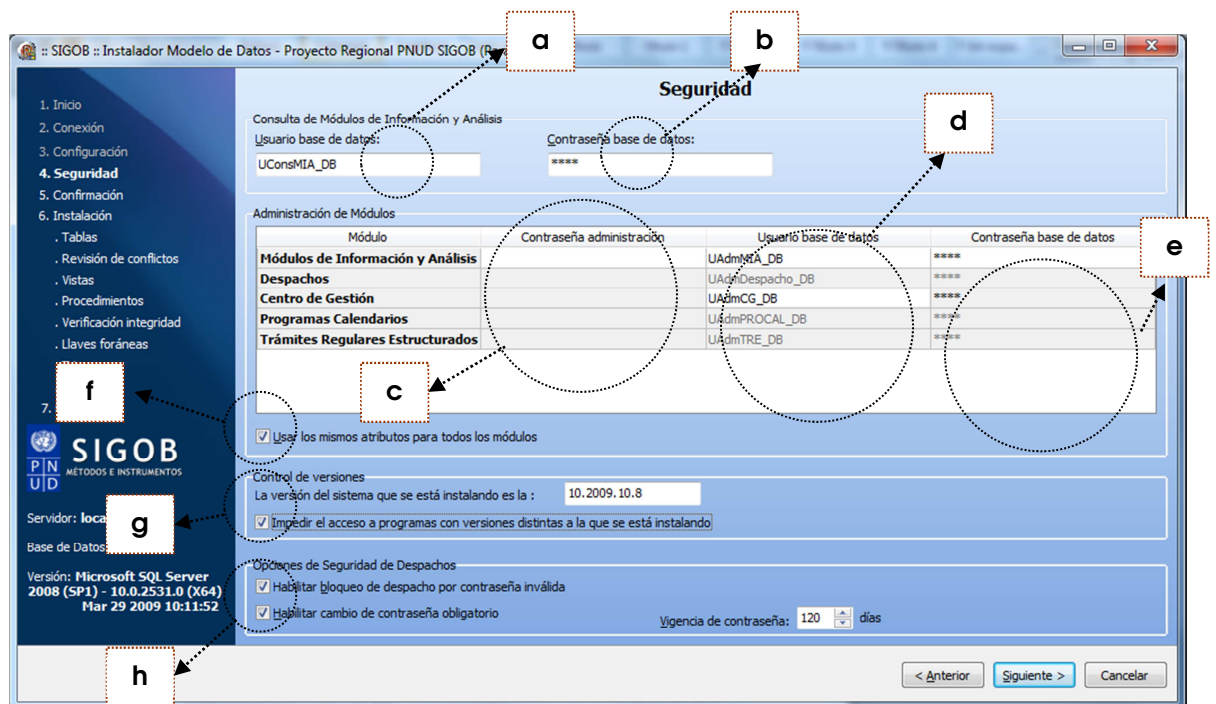 :: SIGOB :: Instalador Modelo de Datos - Proyecto Regional PNUD SIGOB
a
b
c
d
e
f
g
h
1. Inicio
2. Conexión
3. Configuración
4. Seguridad
5. Confirmación
6. Instalación
. Tablas
. Revisión de conflictos
. Vistas
. Procedimientos
. Verificación integridad
. Llaves foráneas
7.
PNUD
SIGOB
MÉTODOS E INSTRUMENTOS
Servidor:
Base de Datos
Versión: Microsoft SQL Server
2008 (SP1) - 10.0.2531.0 (X64)
Mar 29 2009 10:11:52
Seguridad
Consulta de Módulos de Información y Análisis
Usuario base de datos: Contraseña base de datos:
UConsMIA_DB ****
Administración de Módulos
Módulo Contraseña administración Usuario base de datos Contraseña base de datos
Módulos de Información y Análisis UAdmMIA_DB ****
Despachos UAdmDespacho_DB ****
Centro de Gestión UAdmCG_DB ****
Programas Calendarios UAdmPROCAL_DB ****
Trámites Regulares Estructurados UAdmTRE_DB ****
Usar los mismos atributos para todos los módulos
Control de versiones
La versión del sistema que se está instalando es la : 10.2009.10.8
Impedir el acceso a programas con versiones distintas a la que se está instalando
Opciones de Seguridad de Despachos
Habilitar bloqueo de despacho por contraseña inválida
Habilitar cambio de contraseña obligatorio Vigencia de contraseña: 120 días
< Anterior Siguiente > Cancelar